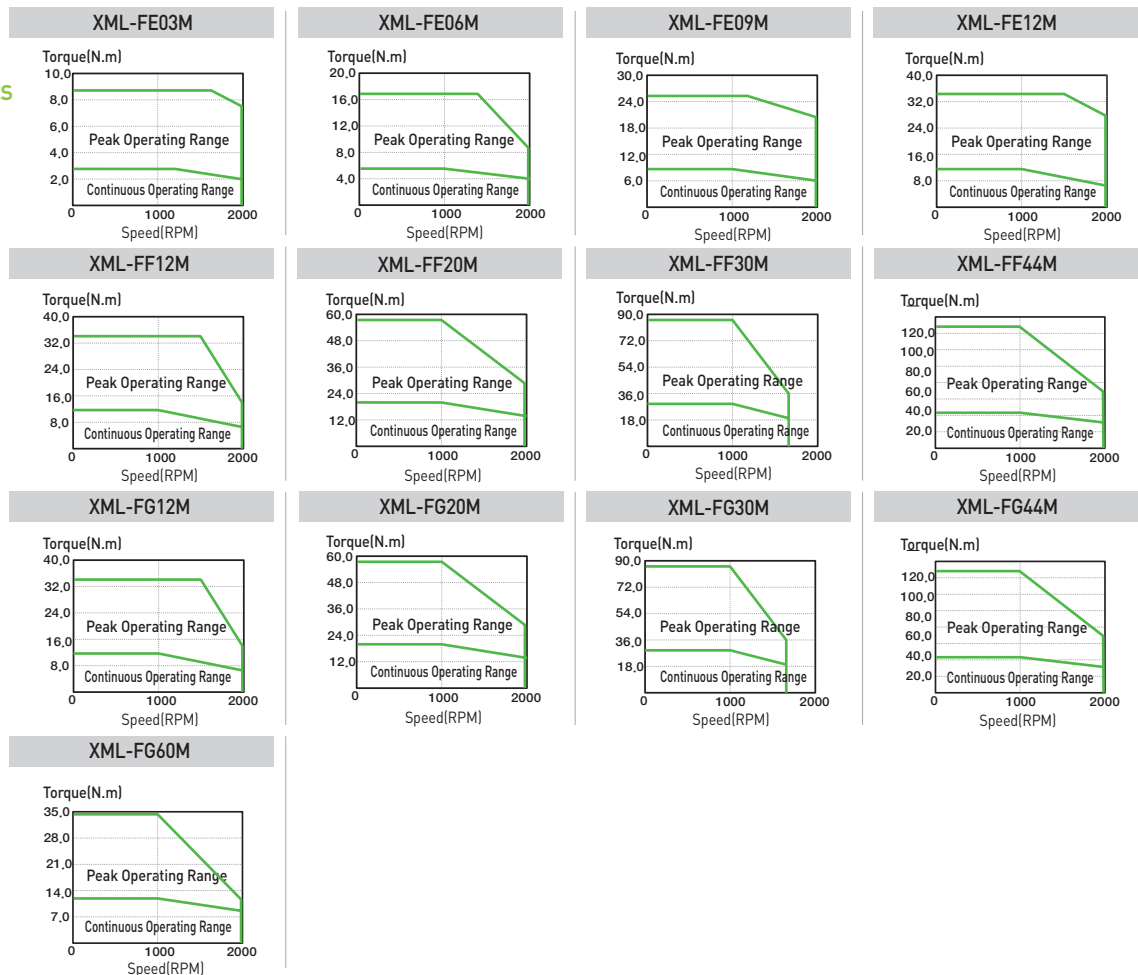 s
XML-FE03M
Torque(N.m)
10,0
8,0
6,0
4,0
2,0
Peak Operating Range
Continuous Operating Range
0 1000 2000
Speed(RPM)
XML-FE06M
Torque(N.m)
20,0
16,0
12,0
8,0
4,0
Peak Operating Range
Continuous Operating Range
0 1000 2000
Speed(RPM)
XML-FE09M
Torque(N.m)
30,0
24,0
18,0
12,0
6,0
Peak Operating Range
Continuous Operating Range
0 1000 2000
Speed(RPM)
XML-FE12M
Torque(N.m)
40,0
32,0
24,0
16,0
8,0
Peak Operating Range
Continuous Operating Range
0 1000 2000
Speed(RPM)
XML-FF12M
Torque(N.m)
40,0
32,0
24,0
16,0
8,0
Peak Operating Range
Continuous Operating Range
0 1000 2000
Speed(RPM)
XML-FF20M
Torque(N.m)
60,0
48,0
36,0
24,0
12,0
Peak Operating Range
Continuous Operating Range
0 1000 2000
Speed(RPM)
XML-FF30M
Torque(N.m)
90,0
72,0
54,0
36,0
18,0
Peak Operating Range
Continuous Operating Range
0 1000 2000
Speed(RPM)
XML-FF44M
Torque(N.m)
120,0
100,0
80,0
60,0
40,0
20,0
Peak Operating Range
Continuous Operating Range
0 1000 2000
Speed(RPM)
XML-FG12M
Torque(N.m)
40,0
32,0
24,0
16,0
8,0
Peak Operating Range
Continuous Operating Range
0 1000 2000
Speed(RPM)
XML-FG20M
Torque(N.m)
60,0
48,0
36,0
24,0
12,0
Peak Operating Range
Continuous Operating Range
0 1000 2000
Speed(RPM)
XML-FG30M
Torque(N.m)
90,0
72,0
54,0
36,0
18,0
Peak Operating Range
Continuous Operating Range
0 1000 2000
Speed(RPM)
XML-FG44M
Torque(N.m)
120,0
100,0
80,0
60,0
40,0
20,0
Peak Operating Range
Continuous Operating Range
0 1000 2000
Speed(RPM)
XML-FG60M
Torque(N.m)
35,0
28,0
21,0
14,0
7,0
Peak Operating Range
Continuous Operating Range
0 1000 2000
Speed(RPM)